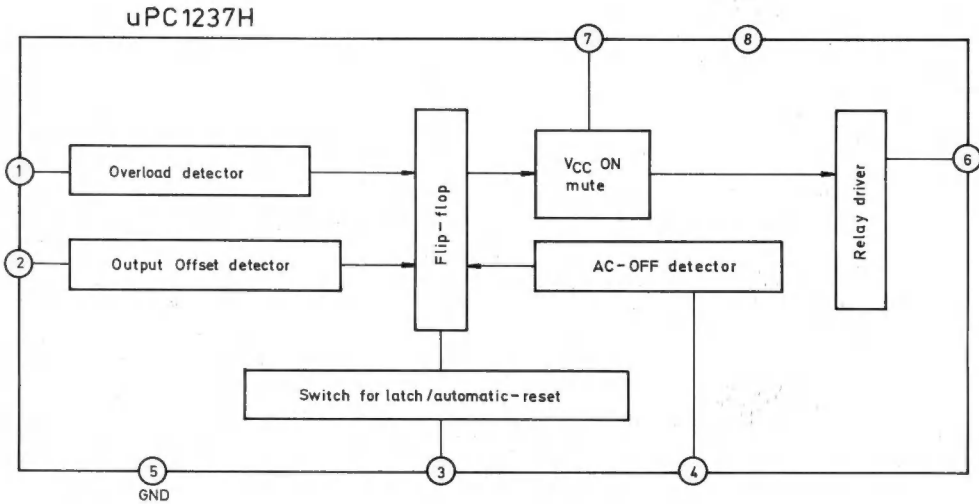 uPC1237H
7
8
1
Overload detector
Flip-flop
VCC ON
mute
Relay driver
6
2
Output Offset detector
AC-OFF detector
Switch for latch/automatic-reset
5
GND
3
4